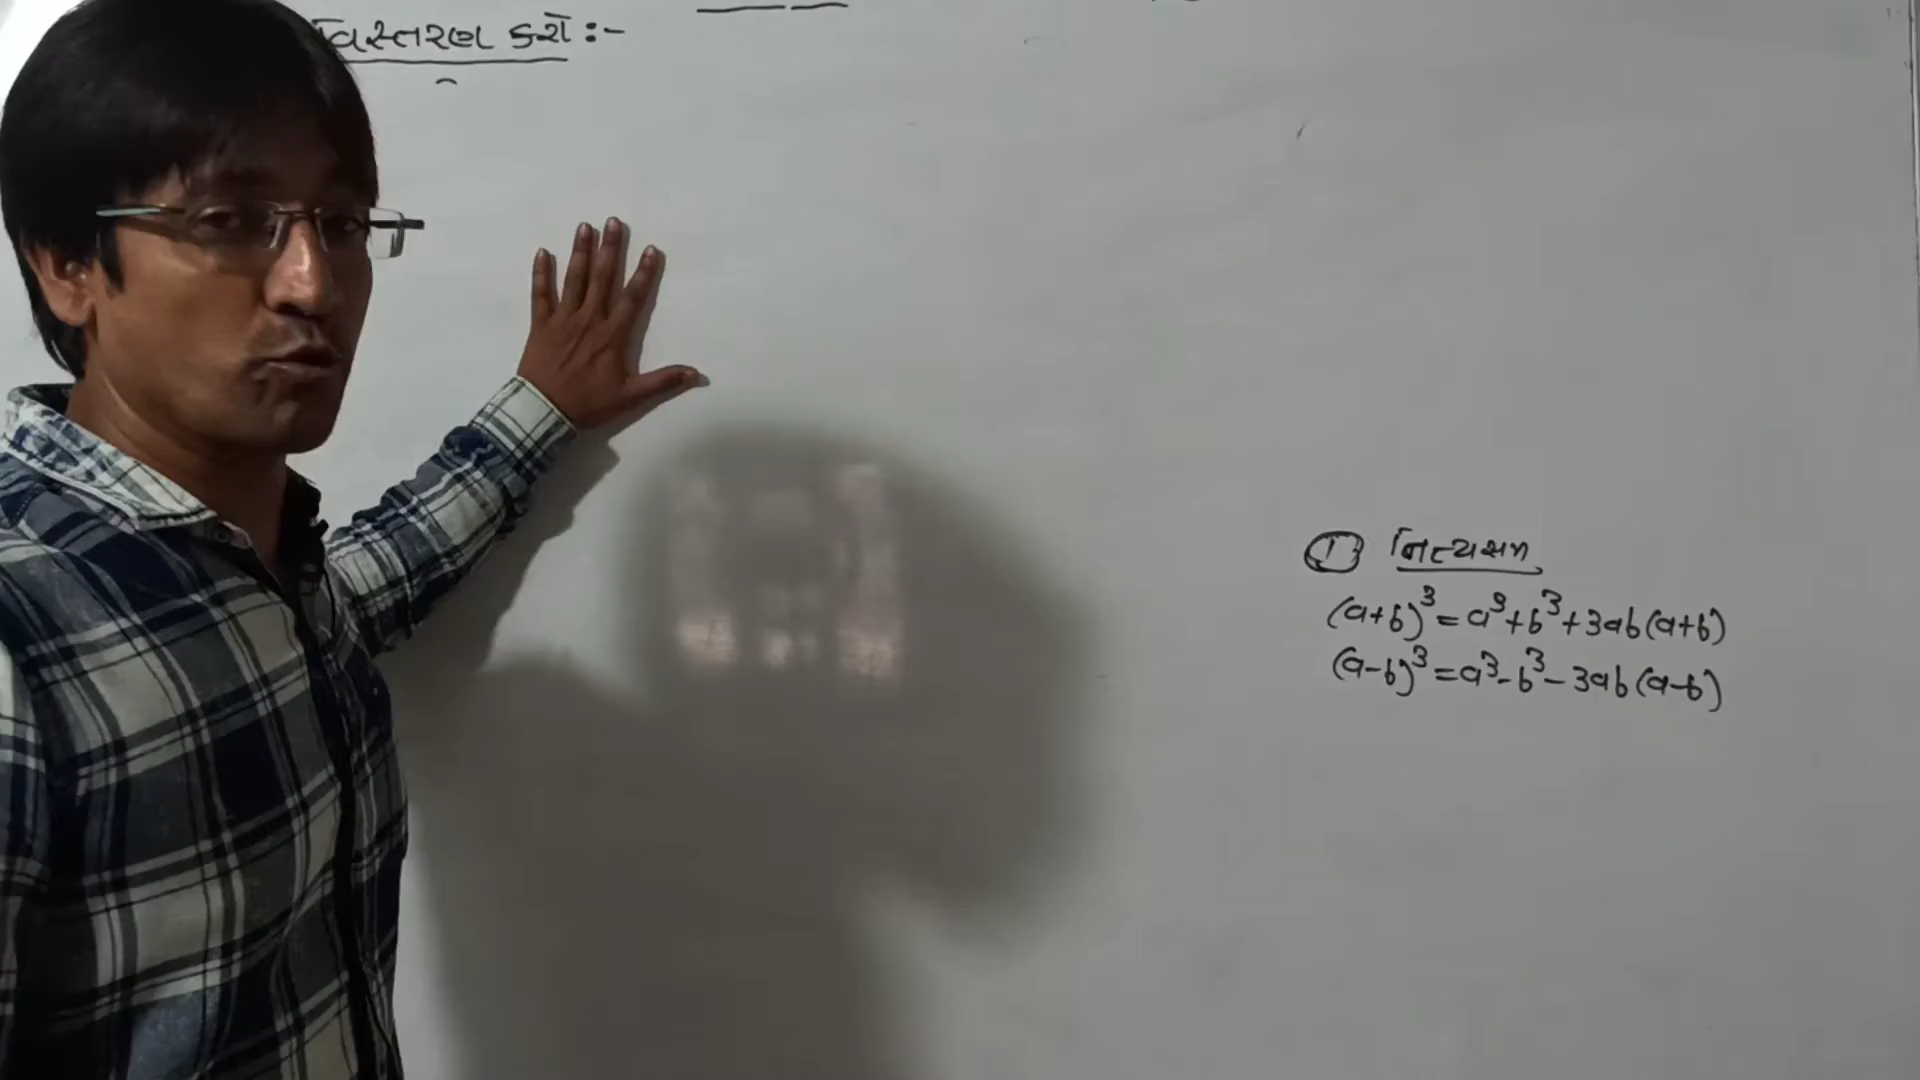 વિસ્તરણ કરો :-
① નિત્યસમ
(a+b)³ = a³+b³+3ab(a+b)
(a-b)³ = a³-b³-3ab(a-b)